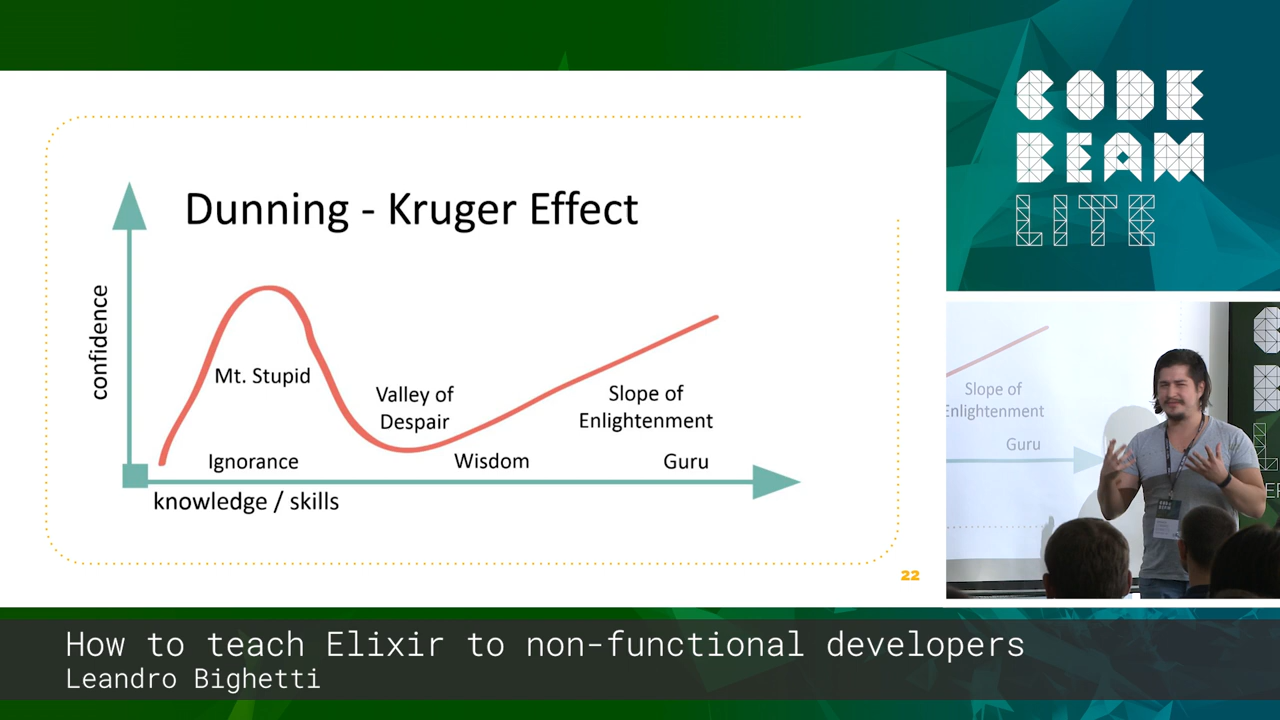 CODE
BEAM
LITE
Dunning - Kruger Effect
confidence
Mt. Stupid
Valley of
Despair
Slope of
Enlightenment
Ignorance
Wisdom
Guru
knowledge / skills
22
Slope of
Enlightenment
Guru
How to teach Elixir to non-functional developers
Leandro Bighetti